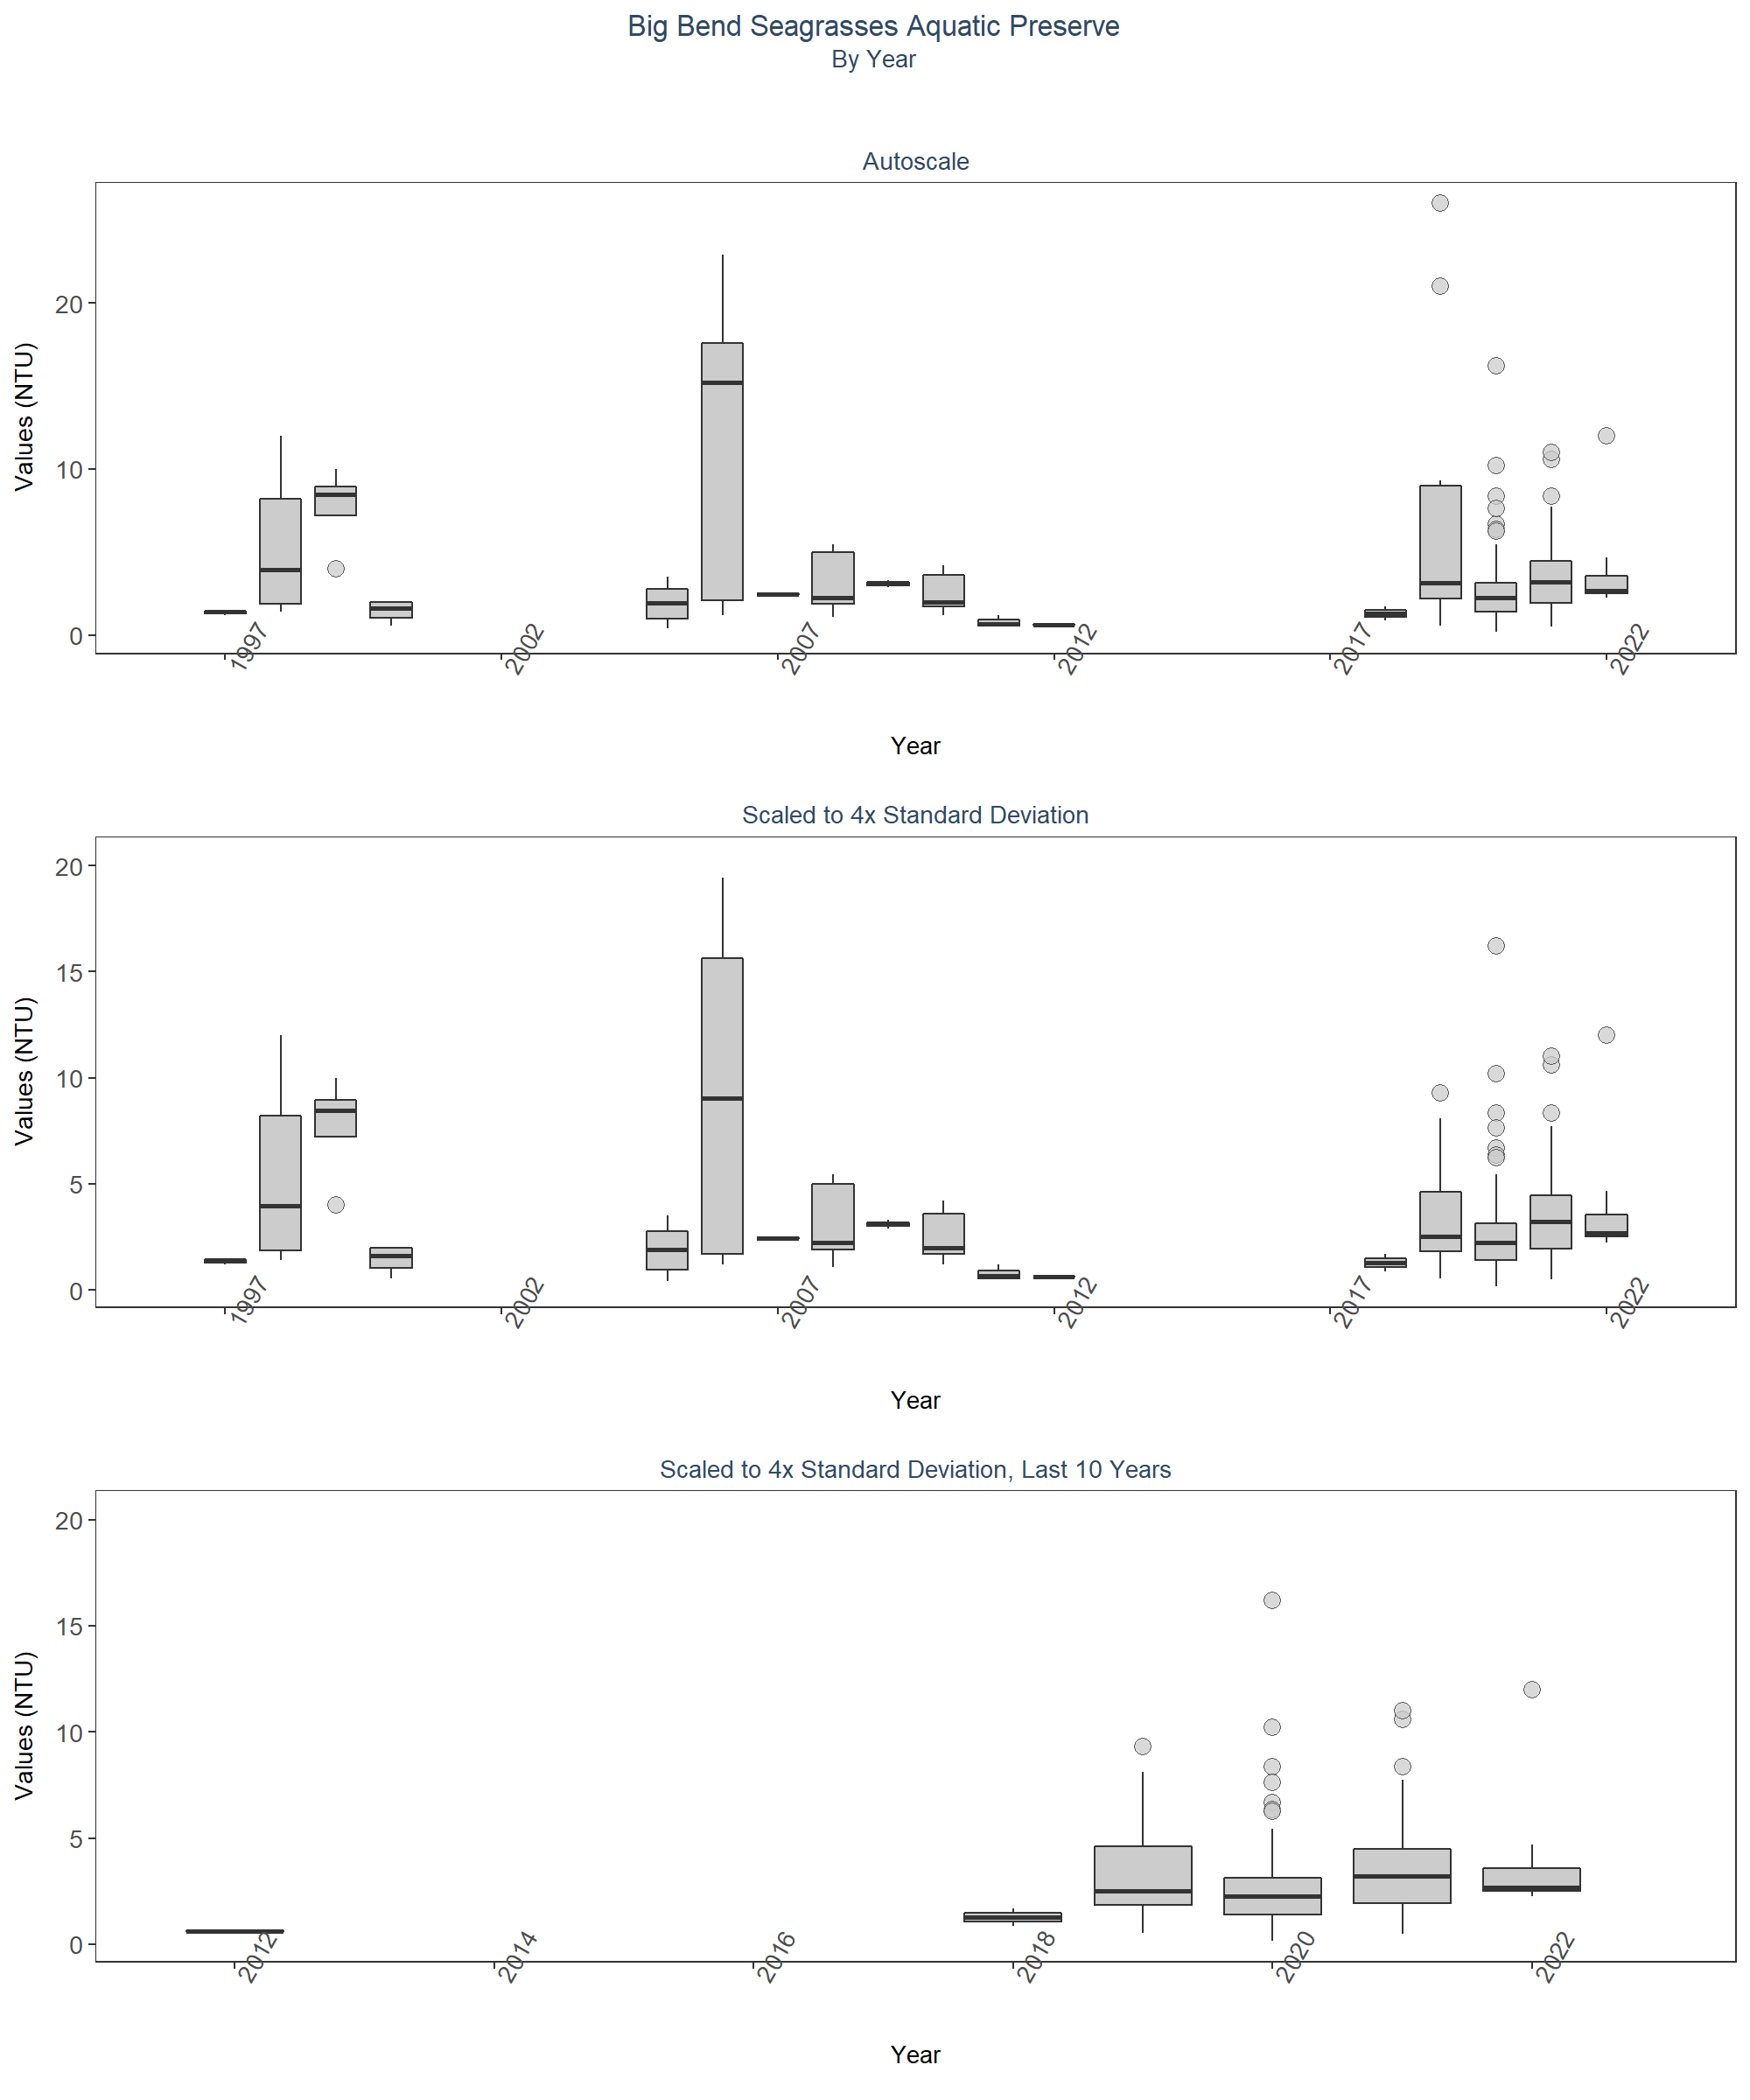 Big Bend Seagrasses Aquatic Preserve
By Year
Autoscale
Values (NTU)
20
10
0
1997 2002 2007 2012 2017 2022
Year
Scaled to 4x Standard Deviation
Values (NTU)
20
15
10
5
0
1997 2002 2007 2012 2017 2022
Year
Scaled to 4x Standard Deviation, Last 10 Years
Values (NTU)
20
15
10
5
0
2012 2014 2016 2018 2020 2022
Year